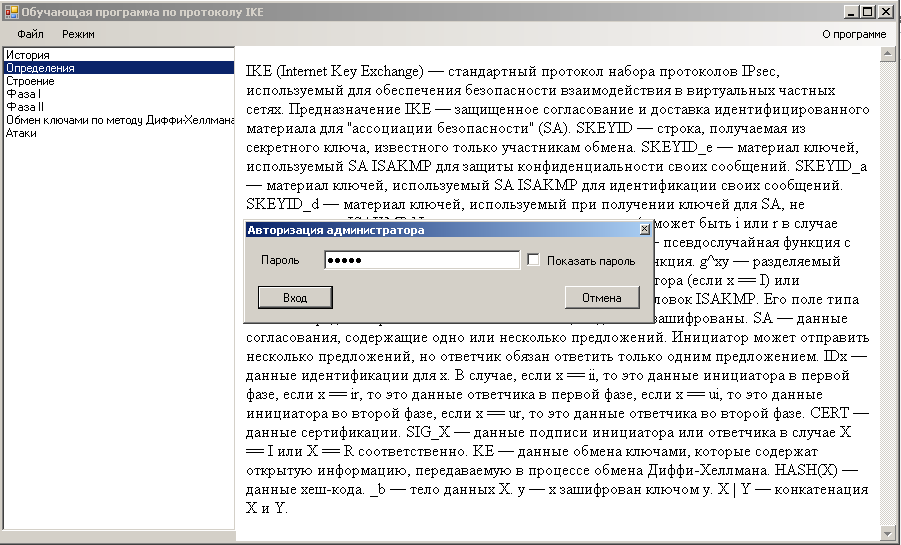 Обучающая программа по протоколу IKE
Файл Режим О программе
История
Определения
Строение
Фаза I
Фаза II
Обмен ключами по методу Диффи-Хеллмана
Атаки
IKE (Internet Key Exchange) — стандартный протокол набора протоколов IPsec,
используемый для обеспечения безопасности взаимодействия в виртуальных частных
сетях. Предназначение IKE — защищенное согласование и доставка идентифицированного
материала для "ассоциации безопасности" (SA). SKEYID — строка, получаемая из
секретного ключа, известного только участникам обмена. SKEYID_e — материал ключей,
используемый SA ISAKMP для защиты конфиденциальности своих сообщений. SKEYID_a
— материал ключей, используемый SA ISAKMP для идентификации своих сообщений.
SKEYID_d — материал ключей, используемый при получении ключей для SA, не
может быть i или r в случае
— псевдослучайная функция с
g^xy — разделяемый
(если x == I) или
ISAKMP. Его поле типа
зашифрованы. SA — данные
Авторизация администратора
Пароль ●●●●● Показать пароль
Вход Отмена
согласования, содержащие одно или несколько предложений. Инициатор может отправить
несколько предложений, но ответчик обязан ответить только одним предложением. IDx —
данные идентификации для x. В случае, если x == ii, то это данные инициатора в первой
фазе, если x == ir, то это данные ответчика в первой фазе, если x == ui, то это данные
инициатора во второй фазе, если x == ur, то это данные ответчика во второй фазе. CERT —
данные сертификации. SIG_X — данные подписи инициатора или ответчика в случае X
== I или X == R соответственно. KE — данные обмена ключами, которые содержат
открытую информацию, передаваемую в процессе обмена Диффи-Хеллмана. HASH(X) —
данные хеш-кода. _b — тело данных X. y — x зашифрован ключом y. X | Y — конкатенация
X и Y.